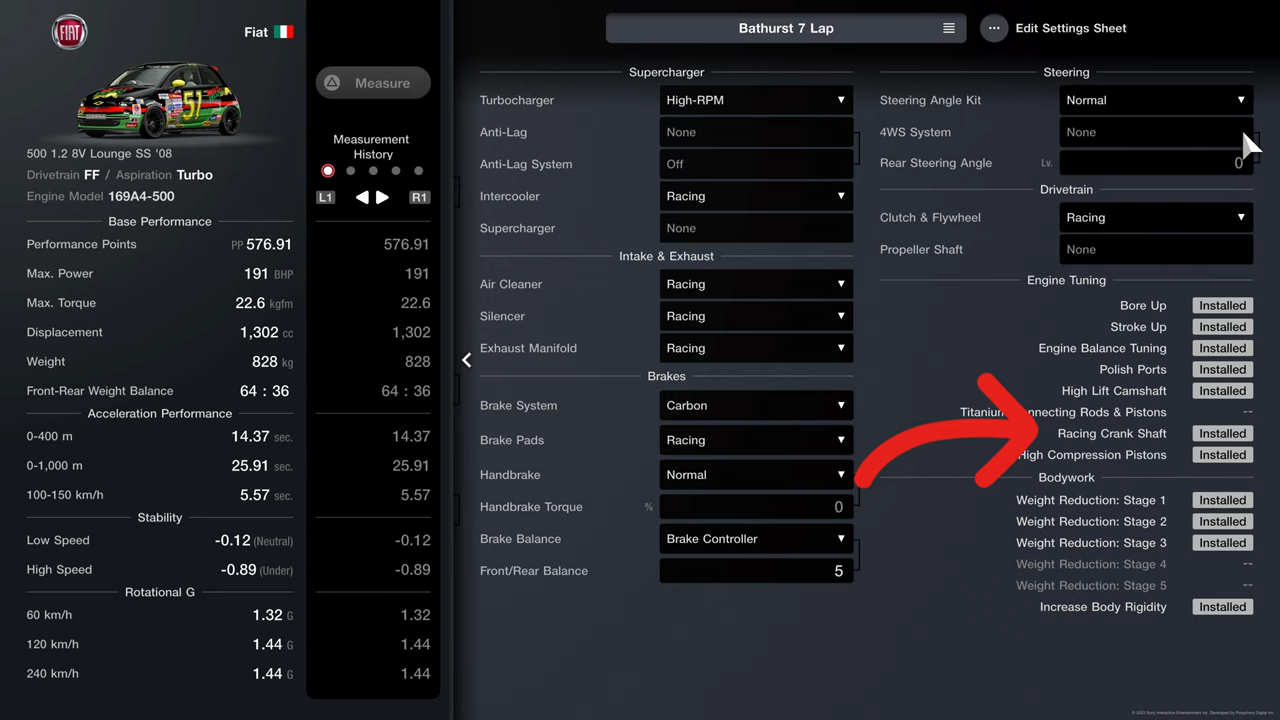 FIAT
Fiat
57
500 1.2 8V Lounge SS '08
Drivetrain FF / Aspiration Turbo
Engine Model 169A4-500
Base Performance
Performance Points PP 576.91
Max. Power 191 BHP
Max. Torque 22.6 kgfm
Displacement 1,302 cc
Weight 828 kg
Front-Rear Weight Balance 64 : 36
Acceleration Performance
0-400 m 14.37 sec.
0-1,000 m 25.91 sec.
100-150 km/h 5.57 sec.
Stability
Low Speed -0.12 (Neutral)
High Speed -0.89 (Under)
Rotational G
60 km/h 1.32 G
120 km/h 1.44 G
240 km/h 1.44 G
Measure
Measurement
History
L1 R1
576.91
191
22.6
1,302
828
64 : 36
14.37
25.91
5.57
-0.12
-0.89
1.32
1.44
1.44
Bathurst 7 Lap
Edit Settings Sheet
Supercharger
Turbocharger High-RPM
Anti-Lag None
Anti-Lag System Off
Intercooler Racing
Supercharger None
Intake & Exhaust
Air Cleaner Racing
Silencer Racing
Exhaust Manifold Racing
Brakes
Brake System Carbon
Brake Pads Racing
Handbrake Normal
Handbrake Torque % 0
Brake Balance Brake Controller
Front/Rear Balance 5
Steering
Steering Angle Kit Normal
4WS System None
Rear Steering Angle Lv. 0
Drivetrain
Clutch & Flywheel Racing
Propeller Shaft None
Engine Tuning
Bore Up Installed
Stroke Up Installed
Engine Balance Tuning Installed
Polish Ports Installed
High Lift Camshaft Installed
Titanium Connecting Rods & Pistons --
Racing Crank Shaft Installed
High Compression Pistons Installed
Bodywork
Weight Reduction: Stage 1 Installed
Weight Reduction: Stage 2 Installed
Weight Reduction: Stage 3 Installed
Weight Reduction: Stage 4 --
Weight Reduction: Stage 5 --
Increase Body Rigidity Installed
© 2023 Sony Interactive Entertainment Inc. Developed by Polyphony Digital Inc.